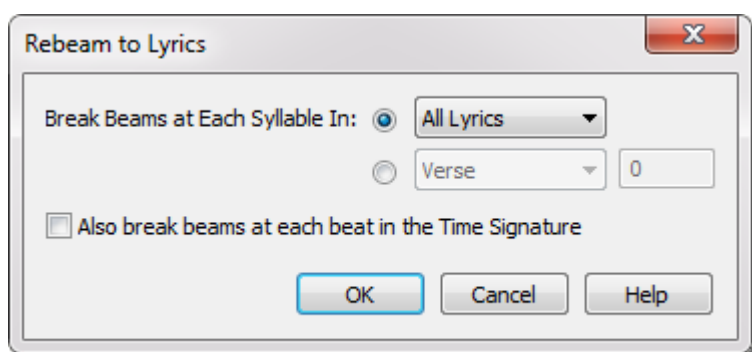 Rebeam to Lyrics
Break Beams at Each Syllable In: All Lyrics
Verse 0
Also break beams at each beat in the Time Signature
OK Cancel Help